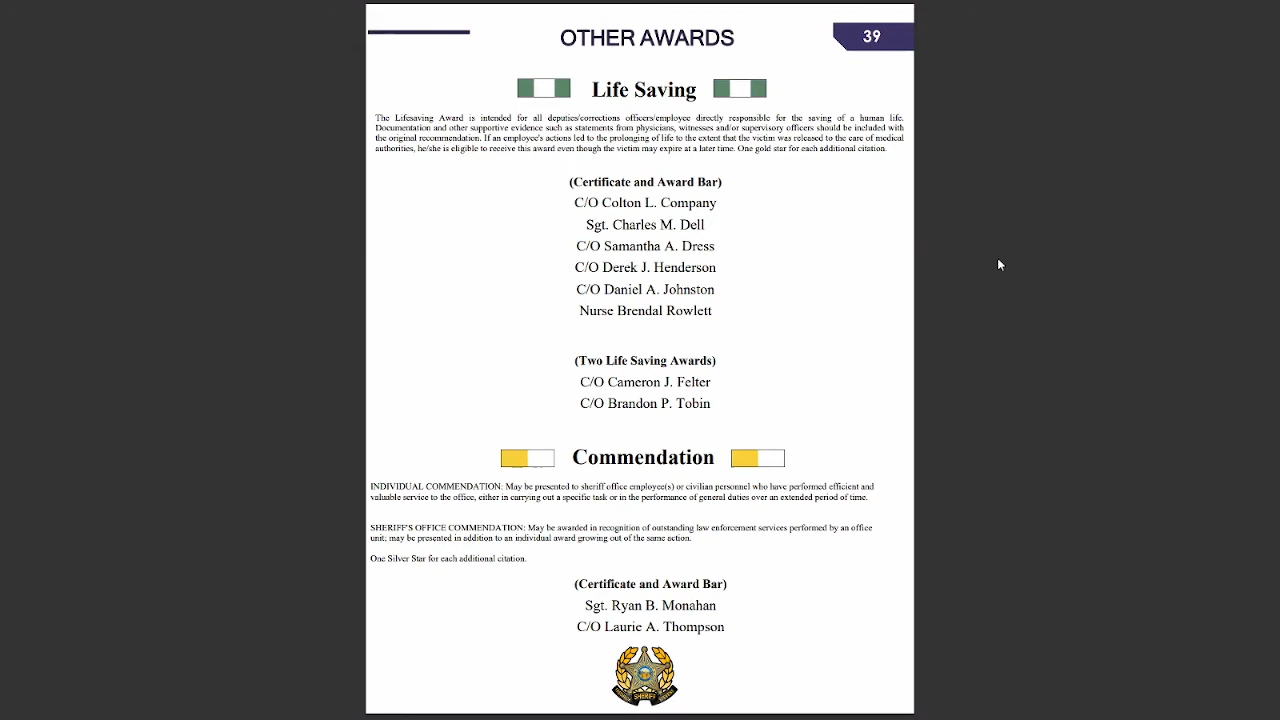 OTHER AWARDS
39
Life Saving
The Lifesaving Award is intended for all deputies/corrections officers/employee directly responsible for the saving of a human life.
Documentation and other supportive evidence such as statements from physicians, witnesses and/or supervisory officers should be included with
the original recommendation. If an employee's actions led to the prolonging of life to the extent that the victim was released to the care of medical
authorities, he/she is eligible to receive this award even though the victim may expire at a later time. One gold star for each additional citation.
(Certificate and Award Bar)
C/O Colton L. Company
Sgt. Charles M. Dell
C/O Samantha A. Dress
C/O Derek J. Henderson
C/O Daniel A. Johnston
Nurse Brendal Rowlett
(Two Life Saving Awards)
C/O Cameron J. Felter
C/O Brandon P. Tobin
Commendation
INDIVIDUAL COMMENDATION: May be presented to sheriff office employee(s) or civilian personnel who have performed efficient and
valuable service to the office, either in carrying out a specific task or in the performance of general duties over an extended period of time.
SHERIFF'S OFFICE COMMENDATION: May be awarded in recognition of outstanding law enforcement services performed by an office
unit; may be presented in addition to an individual award growing out of the same action.
One Silver Star for each additional citation.
(Certificate and Award Bar)
Sgt. Ryan B. Monahan
C/O Laurie A. Thompson
SHERIFF